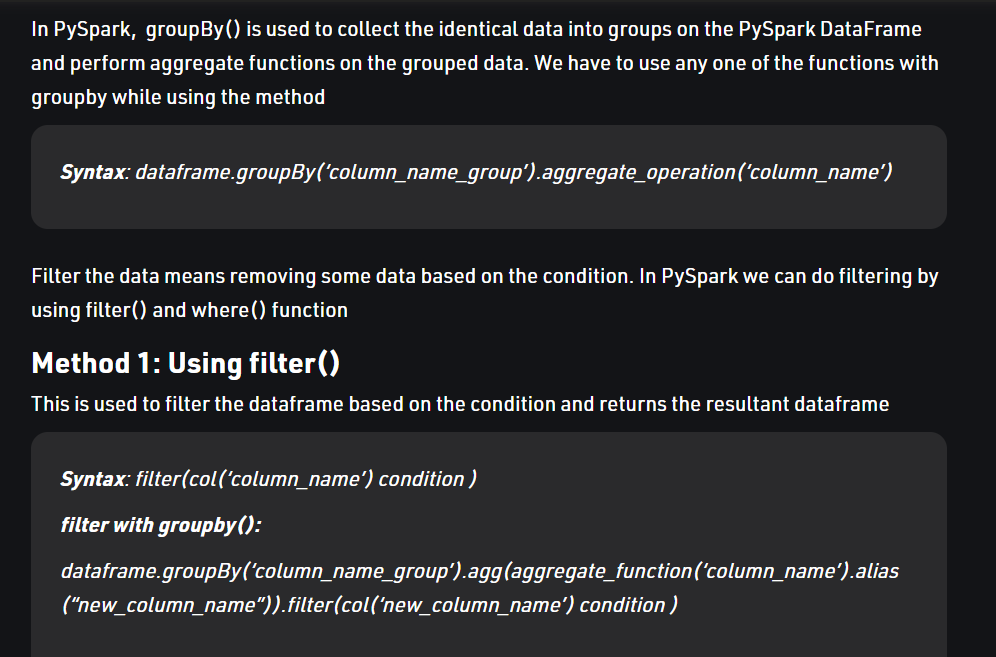 In PySpark,  groupBy() is used to collect the identical data into groups on the PySpark DataFrame
and perform aggregate functions on the grouped data. We have to use any one of the functions with
groupby while using the method
Syntax: dataframe.groupBy(‘column_name_group’).aggregate_operation(‘column_name’)
Filter the data means removing some data based on the condition. In PySpark we can do filtering by
using filter() and where() function
Method 1: Using filter()
This is used to filter the dataframe based on the condition and returns the resultant dataframe
Syntax: filter(col(‘column_name’) condition )
filter with groupby():
dataframe.groupBy(‘column_name_group’).agg(aggregate_function(‘column_name’).alias
(“new_column_name”)).filter(col(‘new_column_name’) condition )